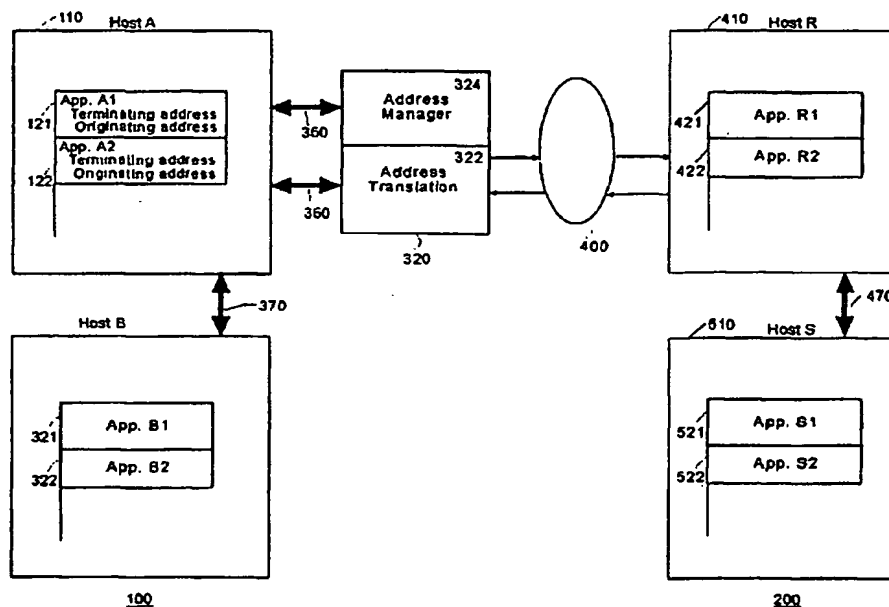 110
Host A
App. A1
Terminating address
Originating address
121
App. A2
Terminating address
Originating address
122
360
360
324
Address
Manager
322
Address
Translation
320
400
410
Host R
421
App. R1
422
App. R2
370
470
Host B
321
App. B1
322
App. B2
510
Host S
521
App. S1
522
App. S2
100
200